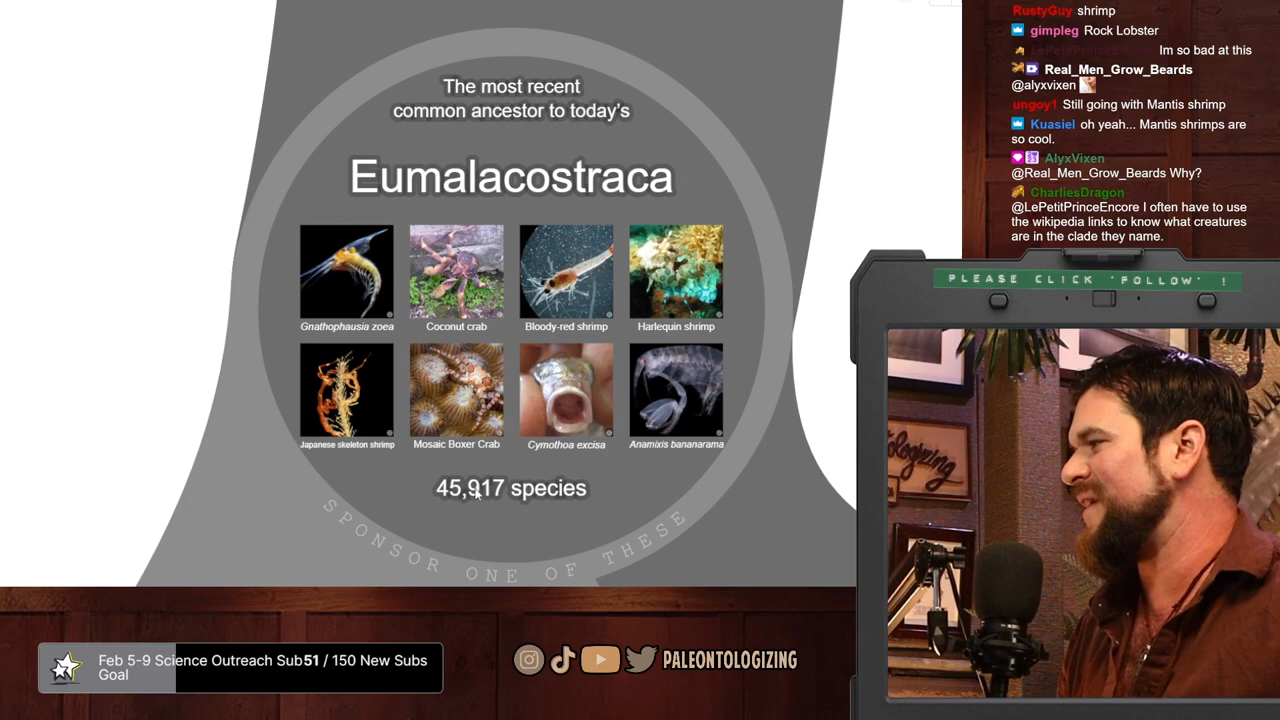 The most recent
common ancestor to today's
Eumalacostraca
Gnathophausia zoea
Coconut crab
Bloody-red shrimp
Harlequin shrimp
Japanese skeleton shrimp
Mosaic Boxer Crab
Cymothoa excisa
Anamixis bananarama
45,917 species
SPONSOR ONE OF THESE
RustyGuy shrimp
gimpleg Rock Lobster
LePetitPrinceEncore Im so bad at this
Real_Men_Grow_Beards
@alyxvixen
ungoy1 Still going with Mantis shrimp
Kuasiel oh yeah... Mantis shrimps are
so cool.
AlyxVixen
@Real_Men_Grow_Beards Why?
CharliesDragon
@LePetitPrinceEncore I often have to use
the wikipedia links to know what creatures
are in the clade they name.
PLEASE CLICK 'FOLLOW' !
Feb 5-9 Science Outreach Sub
Goal
51 / 150 New Subs
PALEONTOLOGIZING